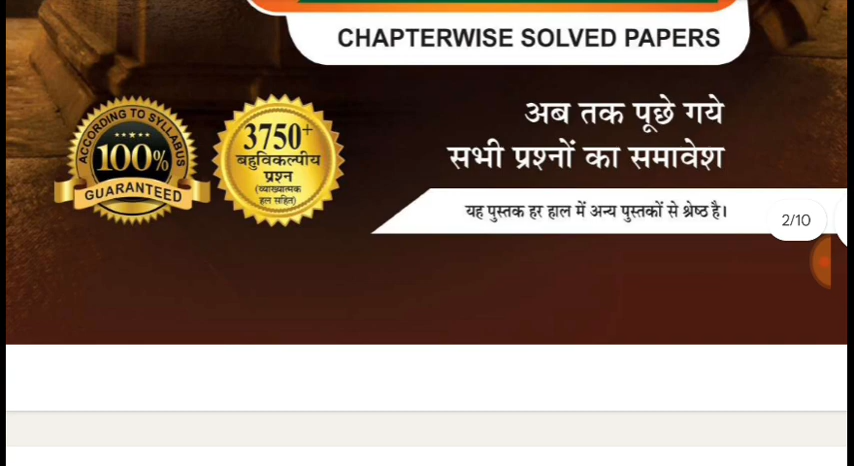 CHAPTERWISE SOLVED PAPERS
अब तक पूछे गये
सभी प्रश्नों का समावेश
ACCORDING TO SYLLABUS
100%
GUARANTEED
3750+
बहुविकल्पीय
प्रश्न
(व्याख्यात्मक
हल सहित)
यह पुस्तक हर हाल में अन्य पुस्तकों से श्रेष्ठ है।
2/10